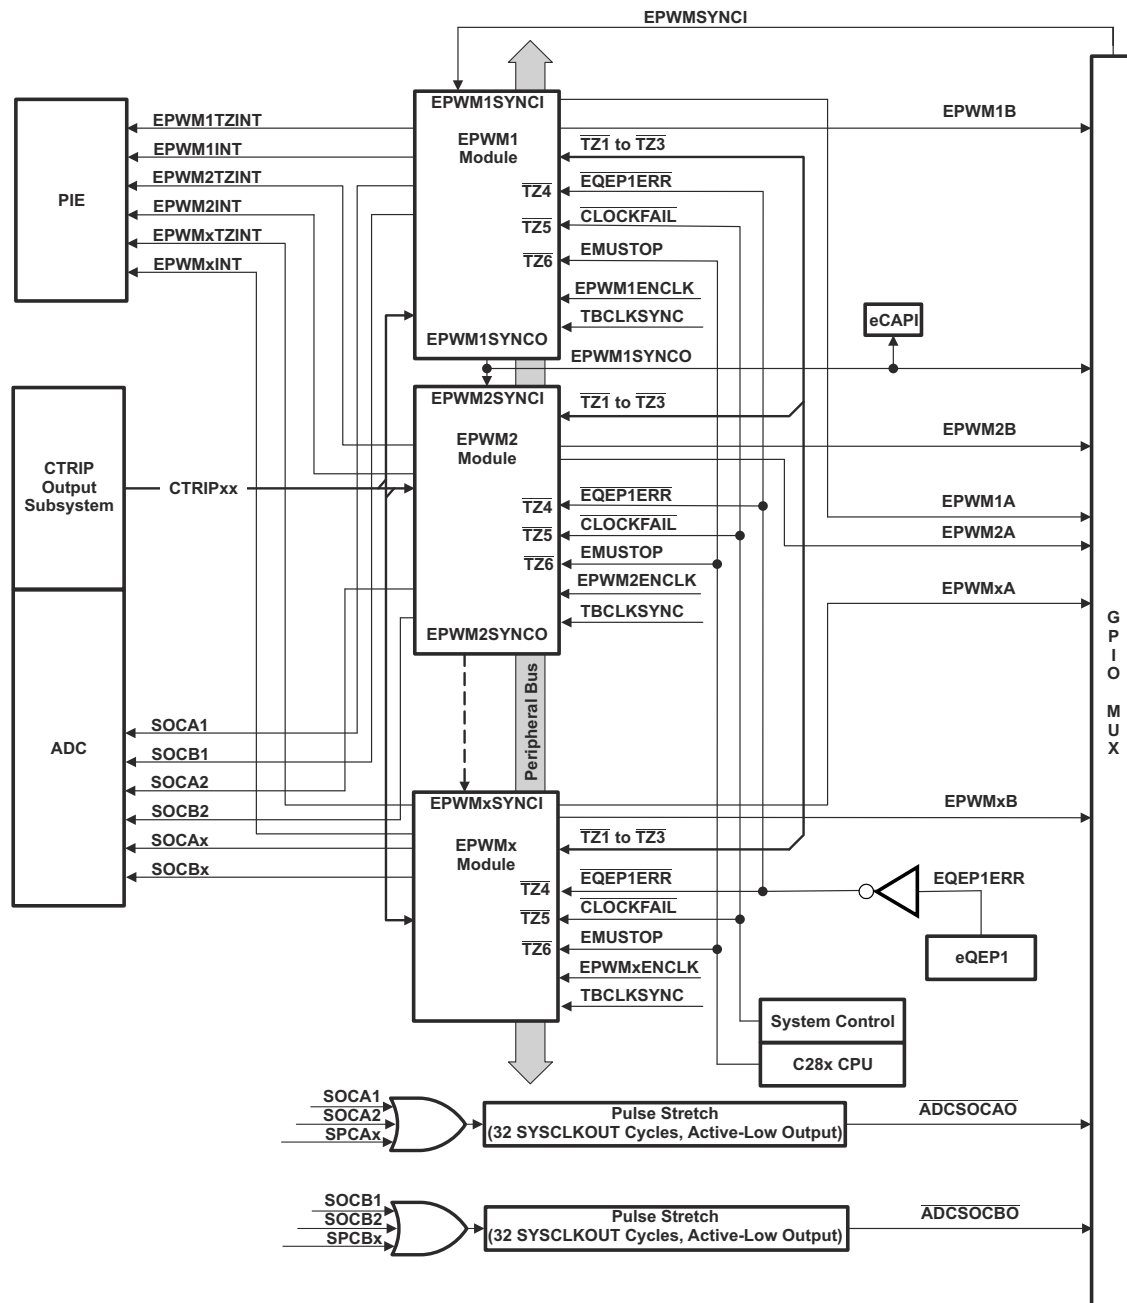 EPWMSYNCI
EPWM1SYNCI
EPWM1
Module
TZ4
TZ5
TZ6
EPWM1SYNCO
EPWM1TZINT
EPWM1INT
EPWM2TZINT
EPWM2INT
EPWMxTZINT
EPWMxINT
PIE
EPWM1B
TZ1 to TZ3
EQEP1ERR
CLOCKFAIL
EMUSTOP
EPWM1ENCLK
TBCLKSYNC
eCAPI
EPWM1SYNCO
EPWM2SYNCI
EPWM2
Module
TZ4
TZ5
TZ6
EPWM2SYNCO
TZ1 to TZ3
EQEP1ERR
CLOCKFAIL
EMUSTOP
EPWM2ENCLK
TBCLKSYNC
EPWM2B
EPWM1A
EPWM2A
EPWMxA
CTRIP
Output
Subsystem
CTRIPxx
ADC
SOCA1
SOCB1
SOCA2
SOCB2
SOCAx
SOCBx
Peripheral Bus
GPIO MUX
EPWMxSYNCI
EPWMx
Module
TZ4
TZ5
TZ6
TZ1 to TZ3
EQEP1ERR
CLOCKFAIL
EMUSTOP
EPWMxENCLK
TBCLKSYNC
EPWMxB
EQEP1ERR
eQEP1
System Control
C28x CPU
SOCA1
SOCA2
SPCAx
Pulse Stretch
(32 SYSCLKOUT Cycles, Active-Low Output)
ADCSOCAO
SOCB1
SOCB2
SPCBx
Pulse Stretch
(32 SYSCLKOUT Cycles, Active-Low Output)
ADCSOCBO